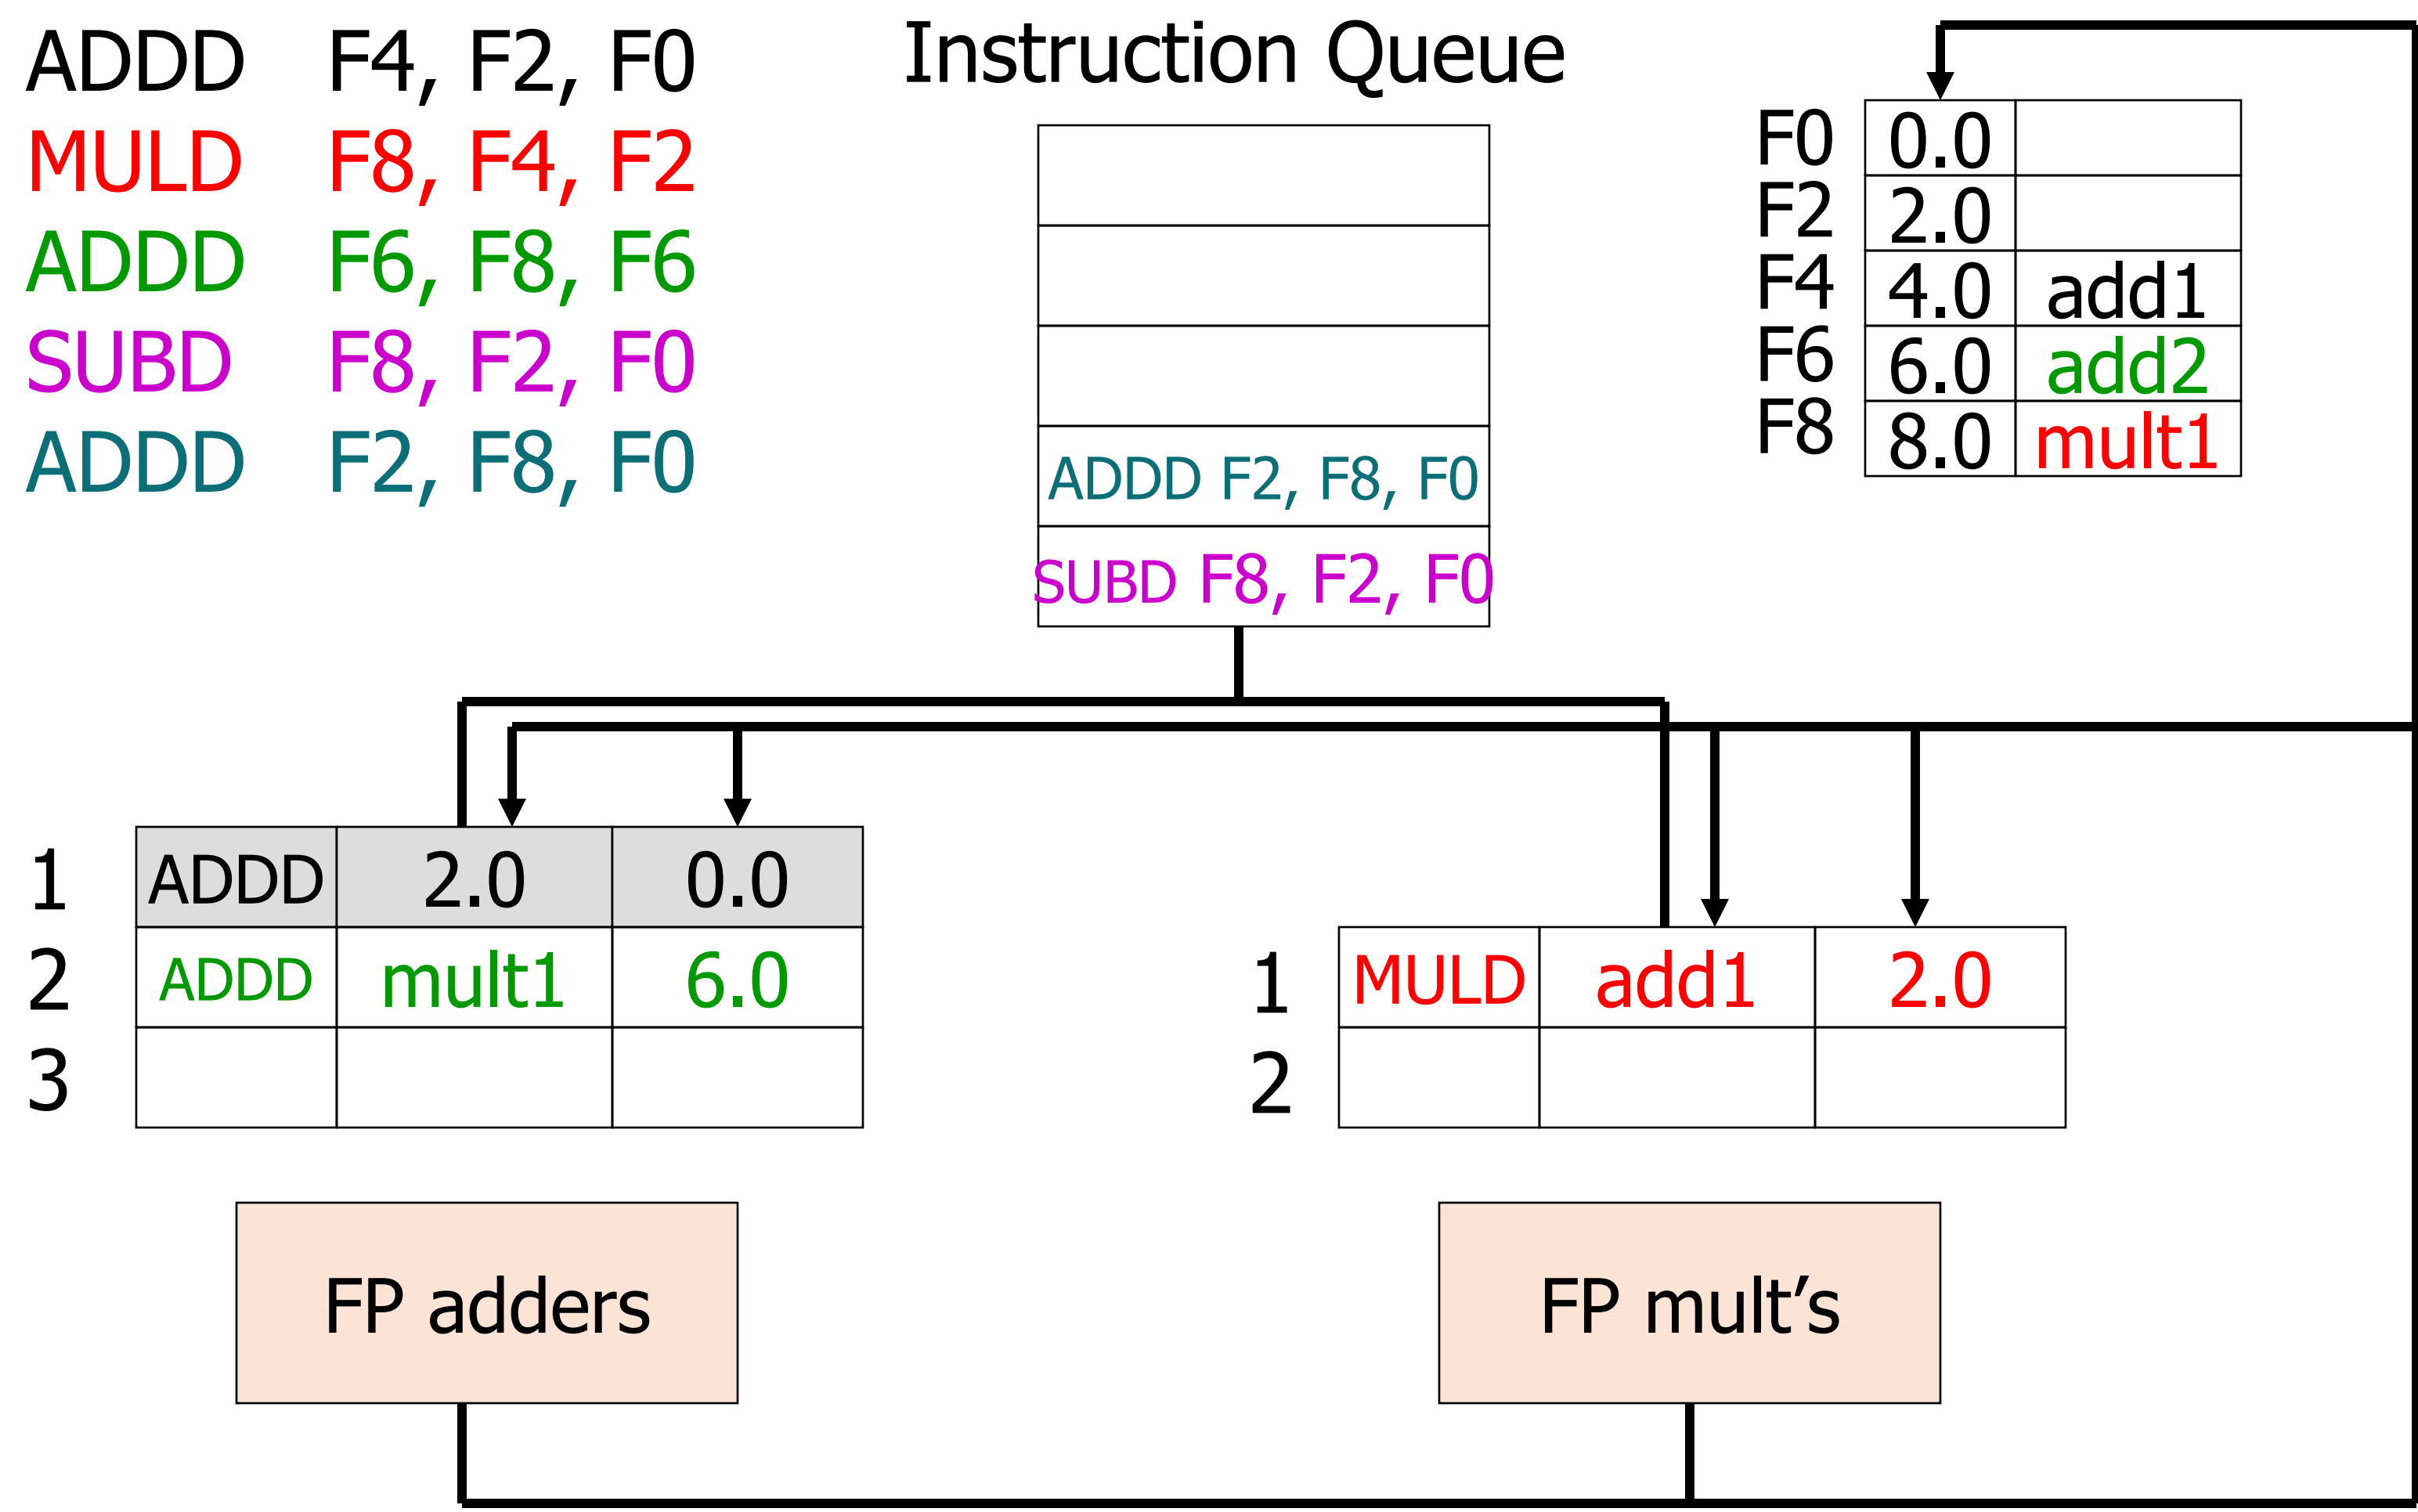 ADDD F4, F2, F0
MULD F8, F4, F2
ADDD F6, F8, F6
SUBD F8, F2, F0
ADDD F2, F8, F0
Instruction Queue
ADDD F2, F8, F0
SUBD F8, F2, F0
F0 0.0
F2 2.0
F4 4.0 add1
F6 6.0 add2
F8 8.0 mult1
1 ADDD 2.0 0.0
2 ADDD mult1 6.0
3
1 MULD add1 2.0
2
FP adders
FP mult’s